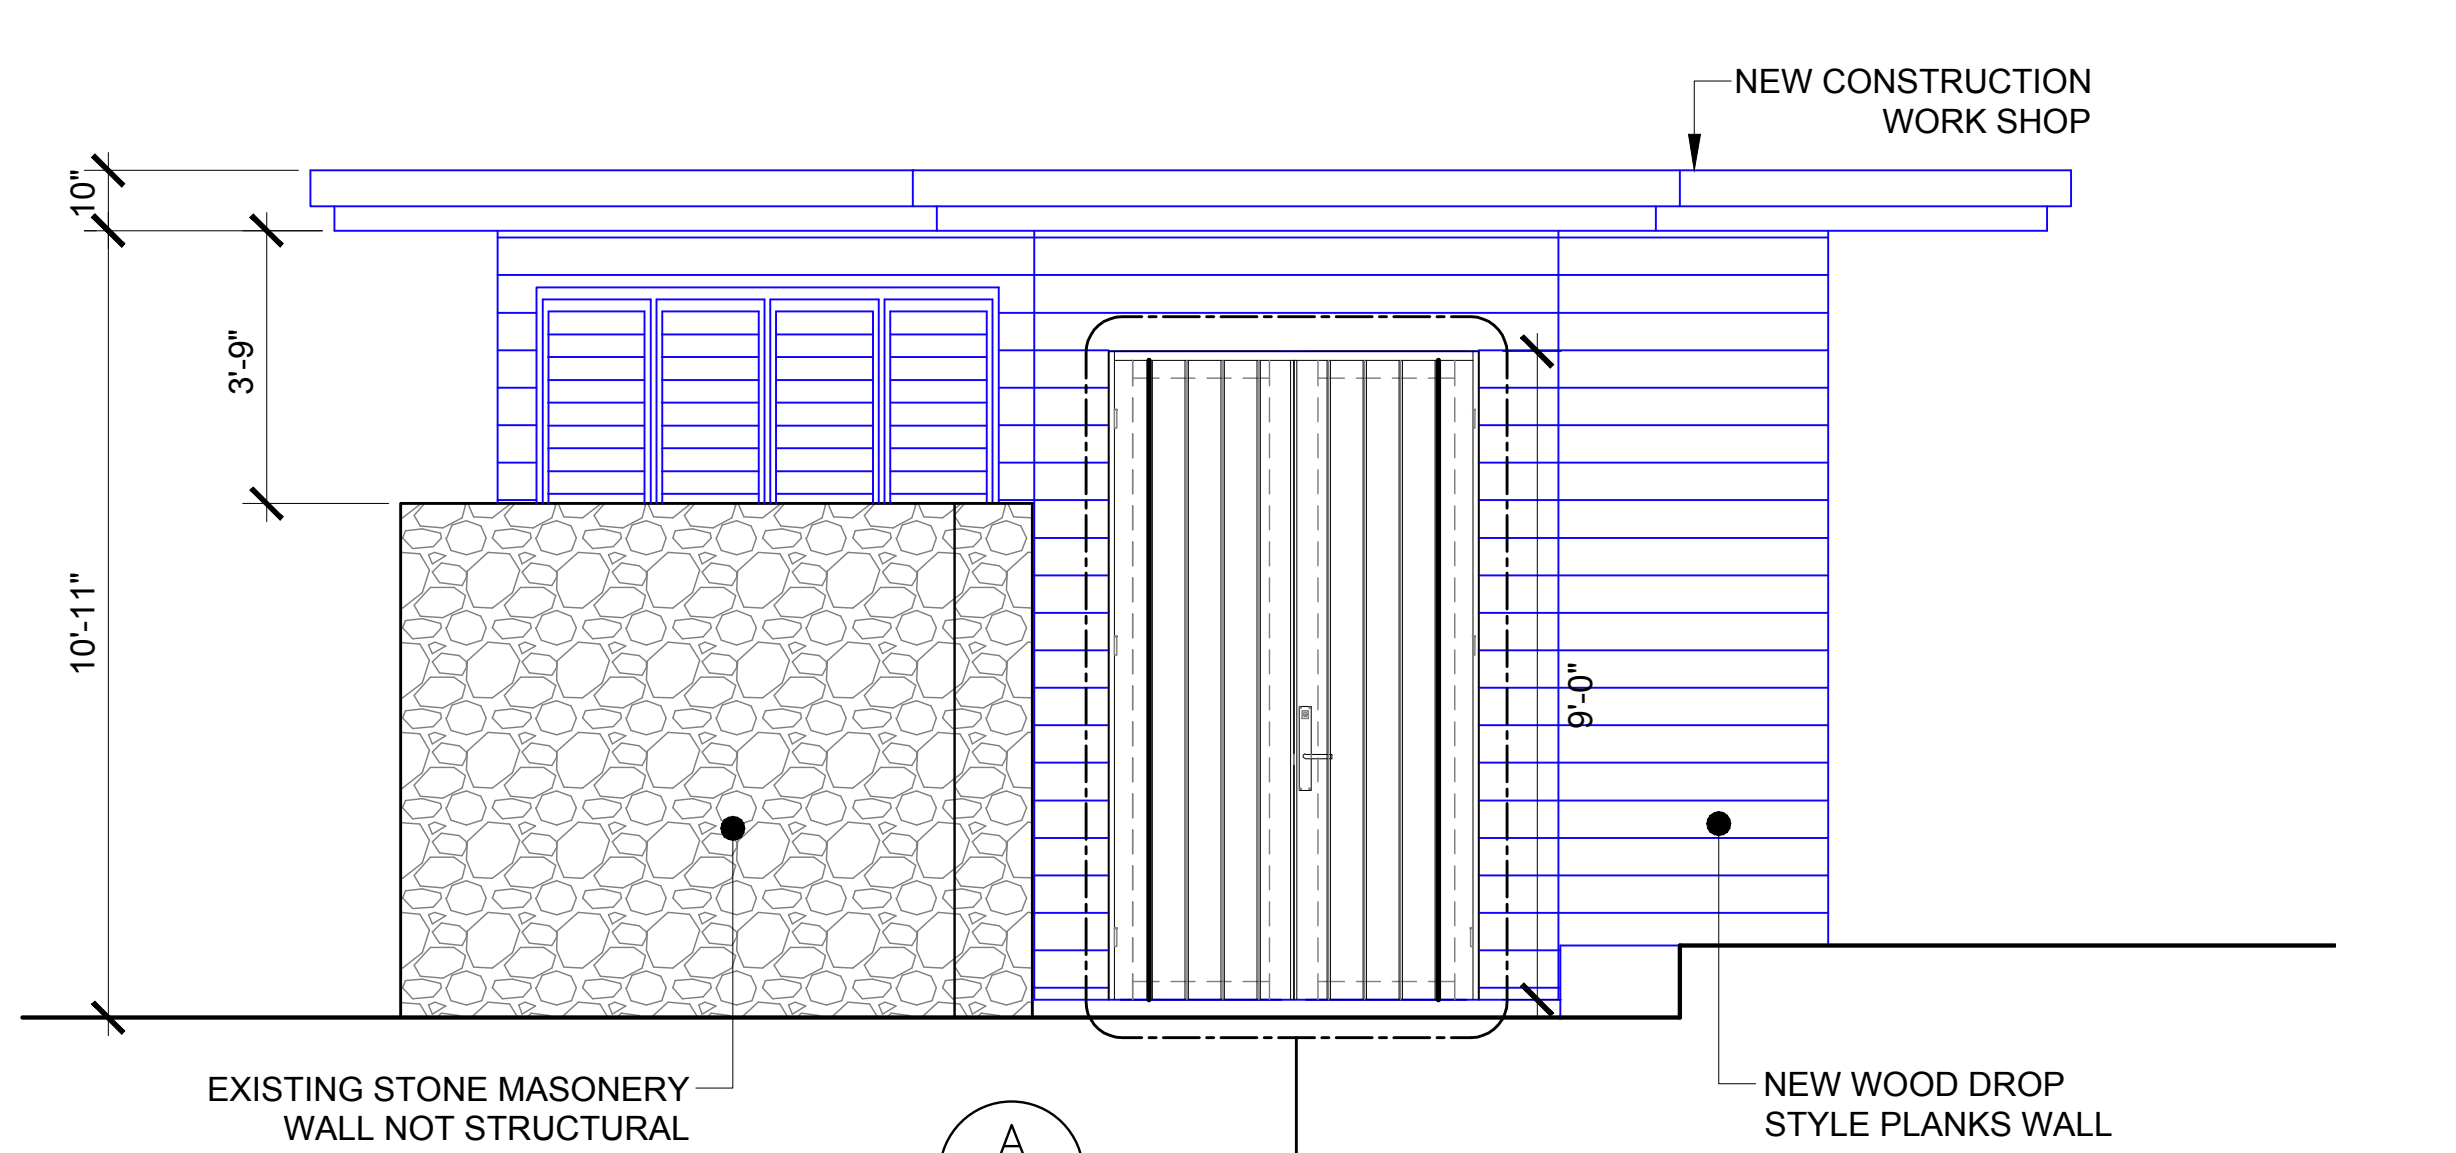 NEW CONSTRUCTION
WORK SHOP
10"
3'-9"
10'-11"
9'-0"
EXISTING STONE MASONERY
WALL NOT STRUCTURAL
NEW WOOD DROP
STYLE PLANKS WALL
A